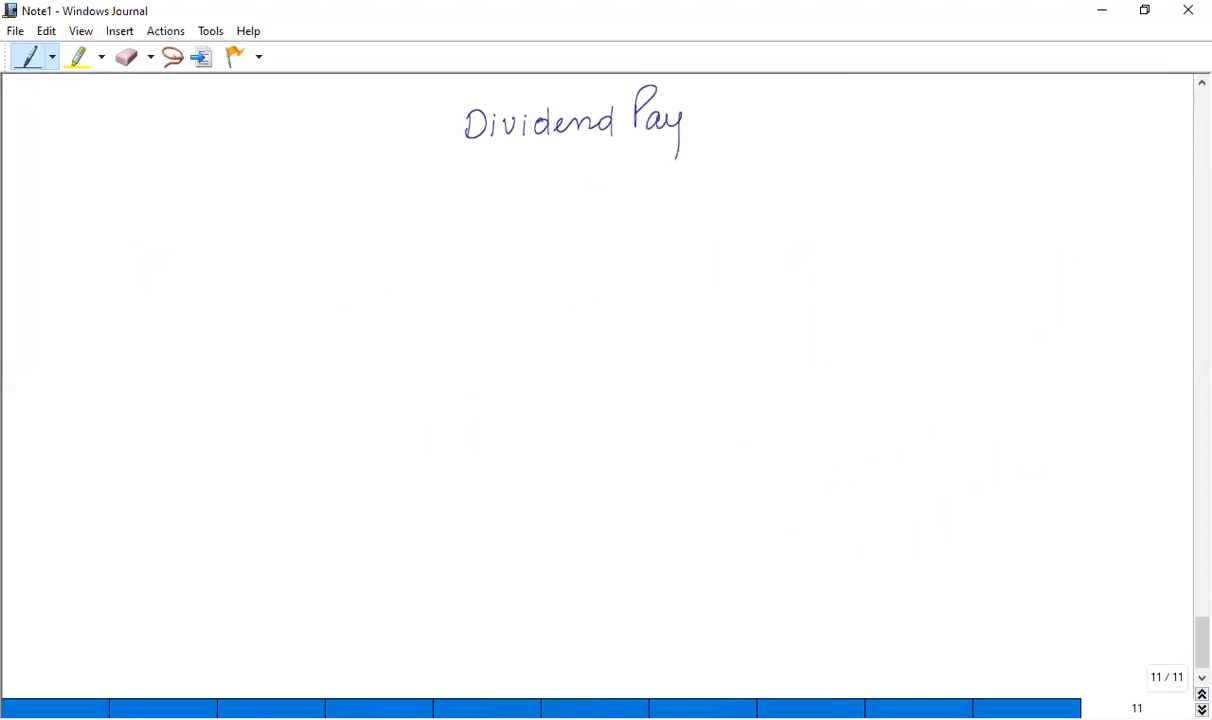 Note1 - Windows Journal
File Edit View Insert Actions Tools Help
Dividend Pay
11 / 11
11